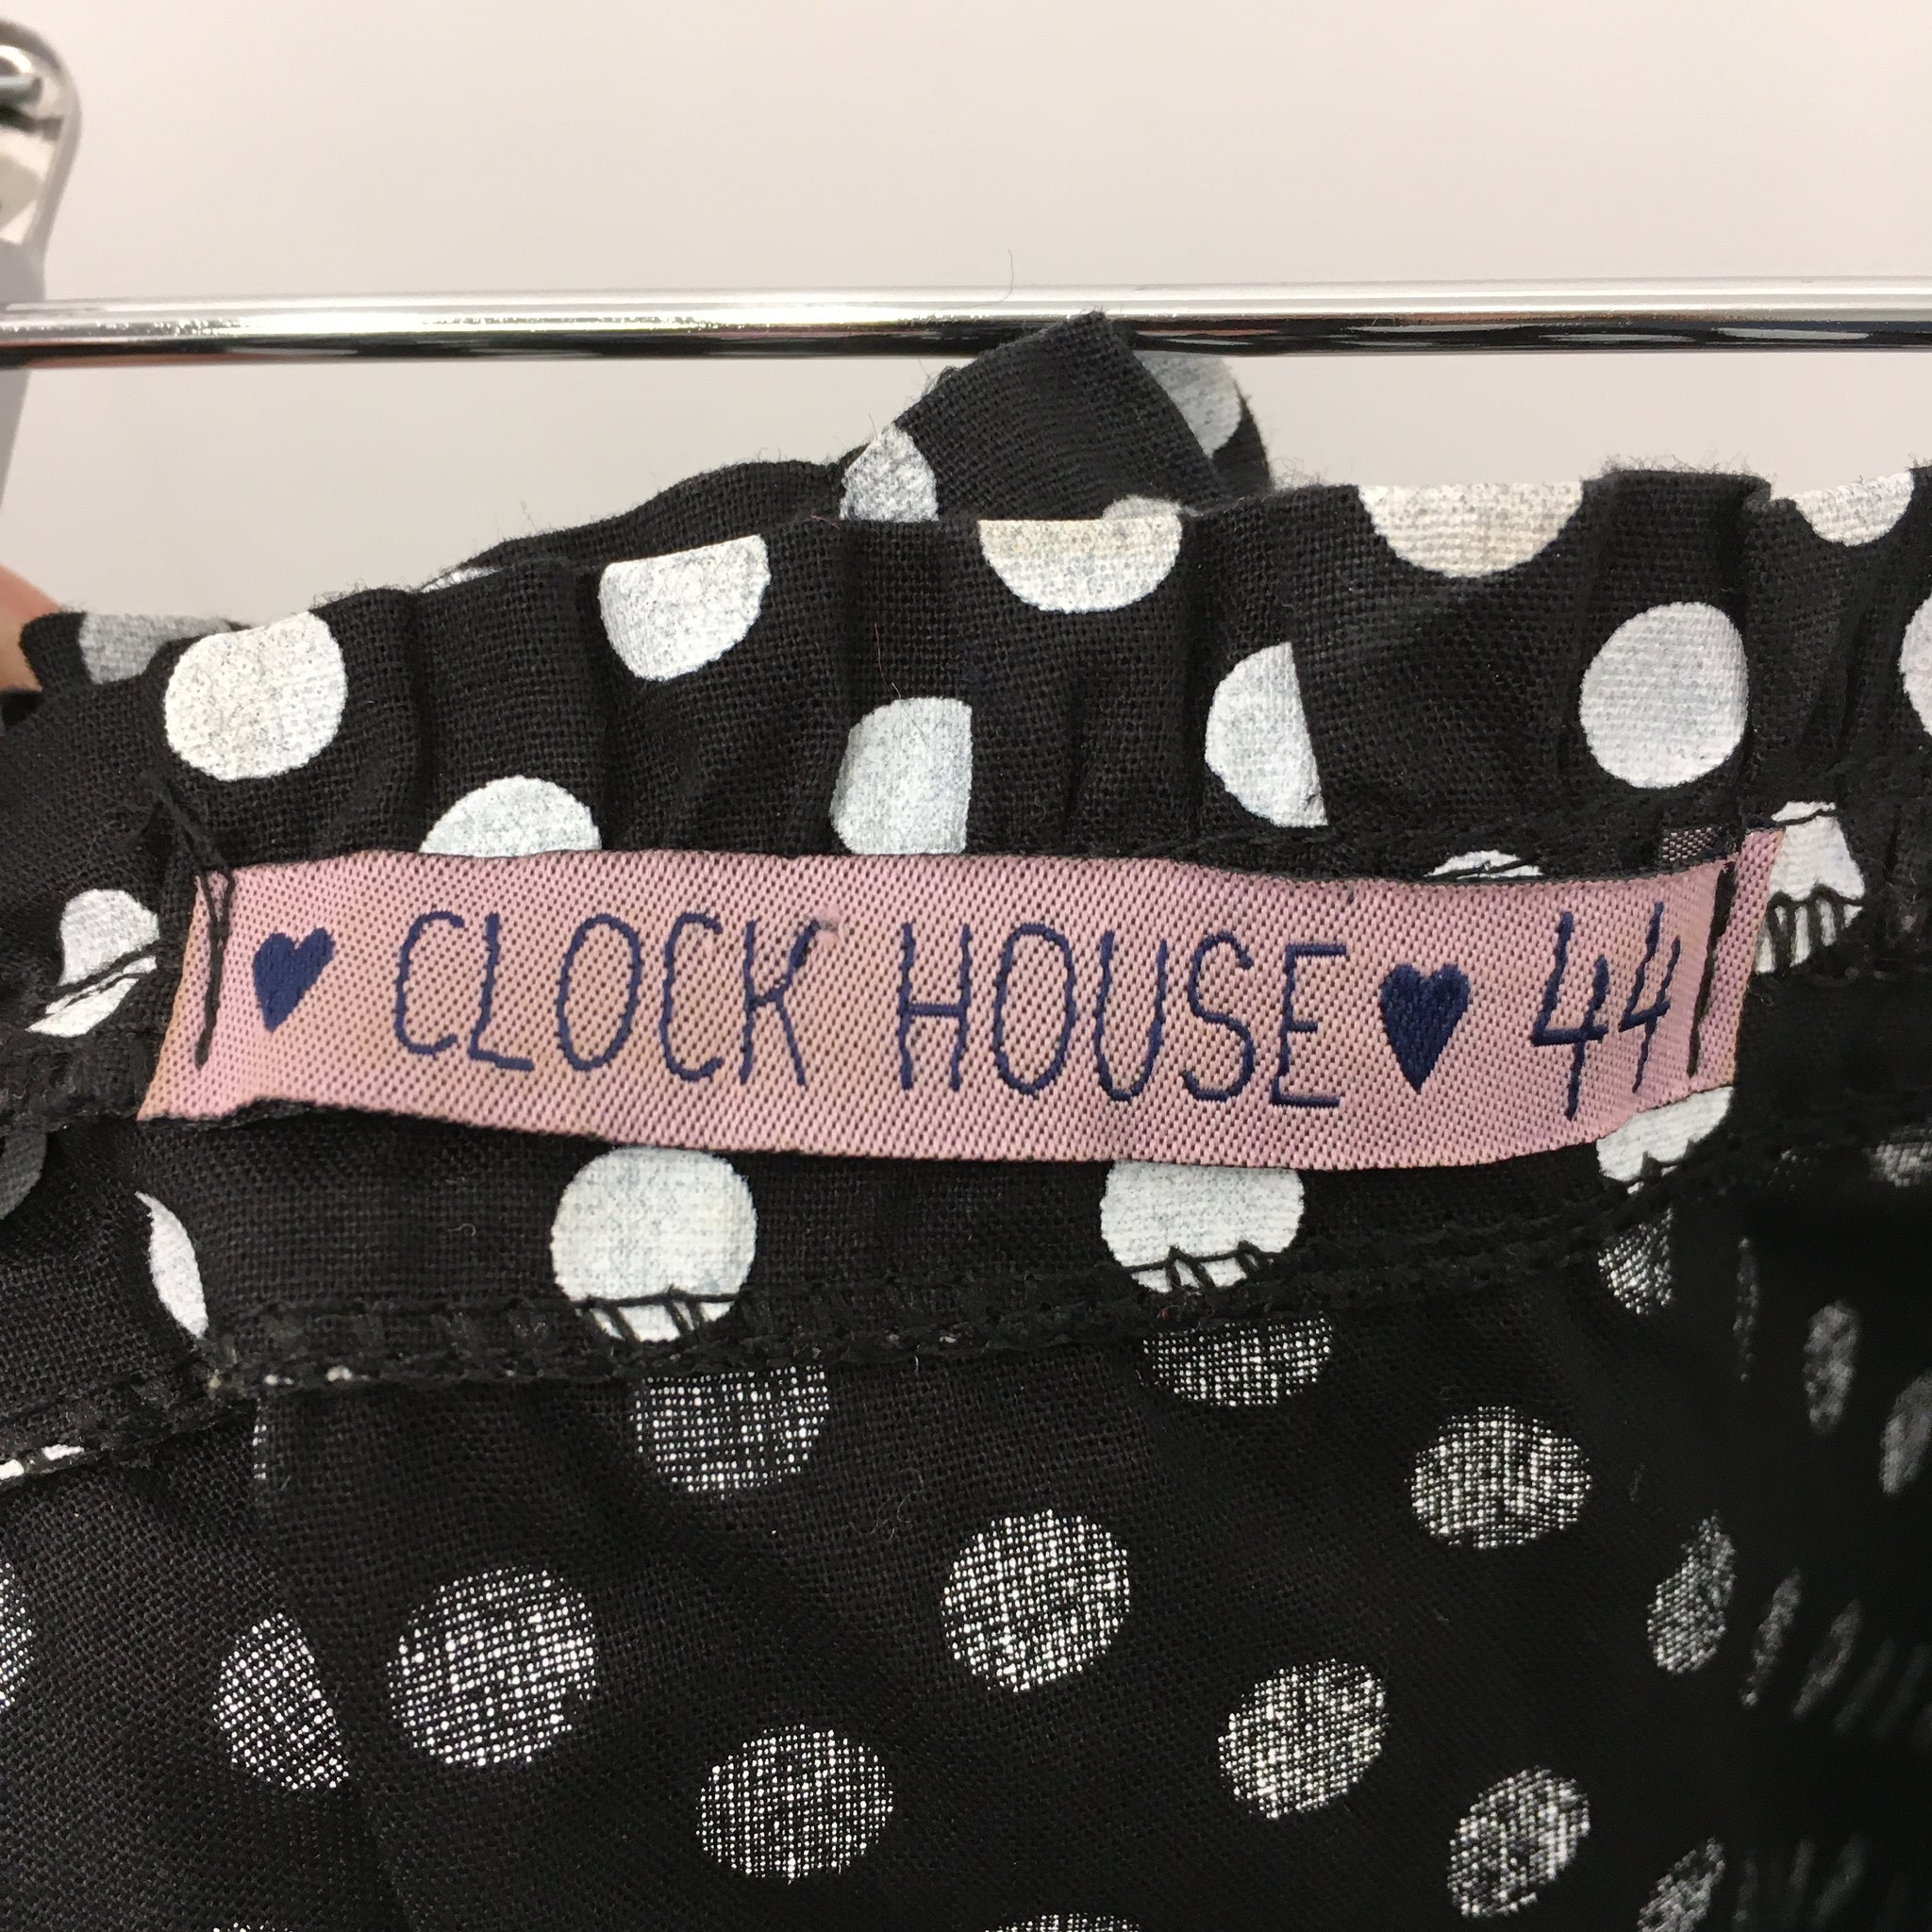 ♥ CLOCK HOUSE ♥ 44